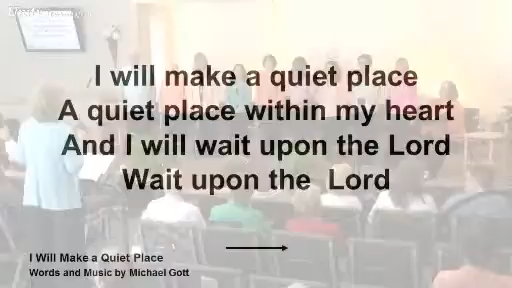 I will make a quiet place
A quiet place within my heart
And I will wait upon the Lord
Wait upon the Lord
I Will Make a Quiet Place
Words and Music by Michael Gott